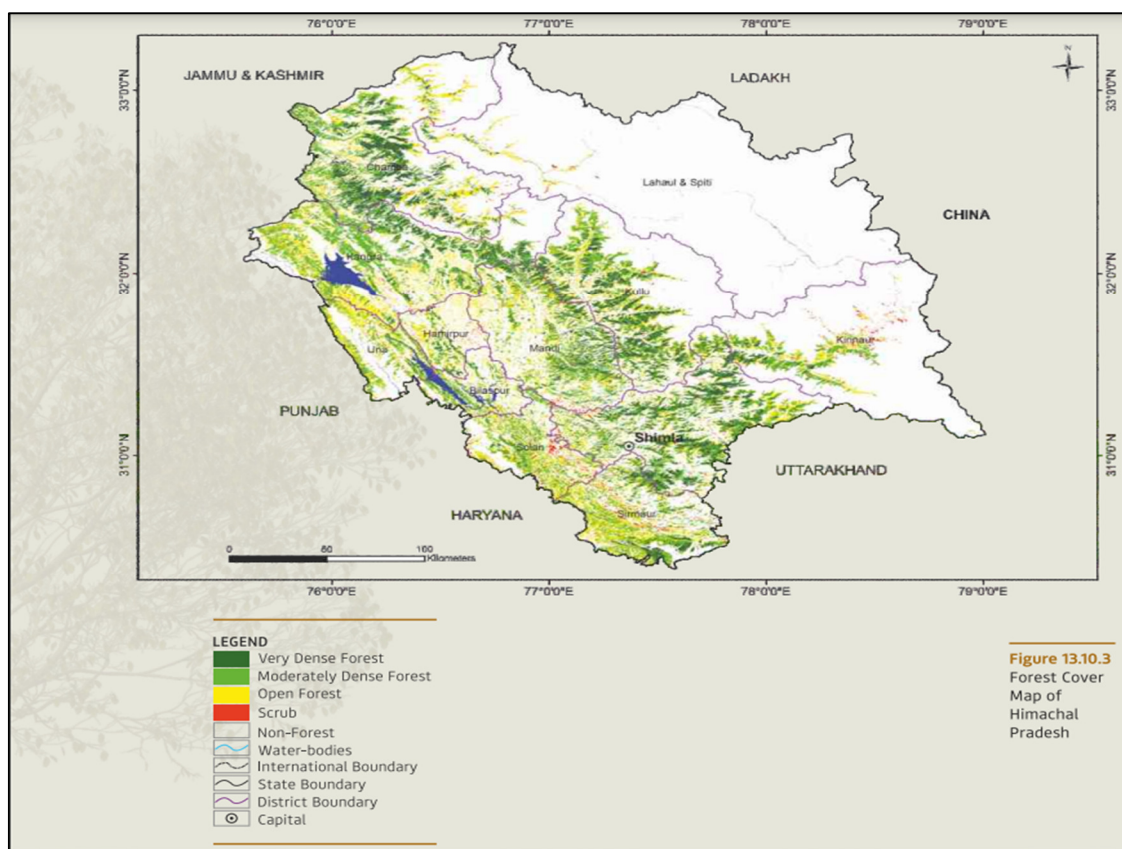 76°0'0"E 77°0'0"E 78°0'0"E 79°0'0"E
N
JAMMU & KASHMIR
LADAKH
33°0'0"N
33°0'0"N
Chamba
Lahaul & Spiti
CHINA
Kangra
32°0'0"N
32°0'0"N
Kullu
Hamirpur
Mandi
Kinnaur
Una
Bilaspur
PUNJAB
Shimla
Solan
31°0'0"N
31°0'0"N
UTTARAKHAND
HARYANA
Sirmaur
0 80 160
Kilometers
76°0'0"E 77°0'0"E 78°0'0"E 79°0'0"E
LEGEND
Very Dense Forest
Moderately Dense Forest
Open Forest
Scrub
Non-Forest
Water-bodies
International Boundary
State Boundary
District Boundary
Capital
Figure 13.10.3
Forest Cover
Map of
Himachal
Pradesh